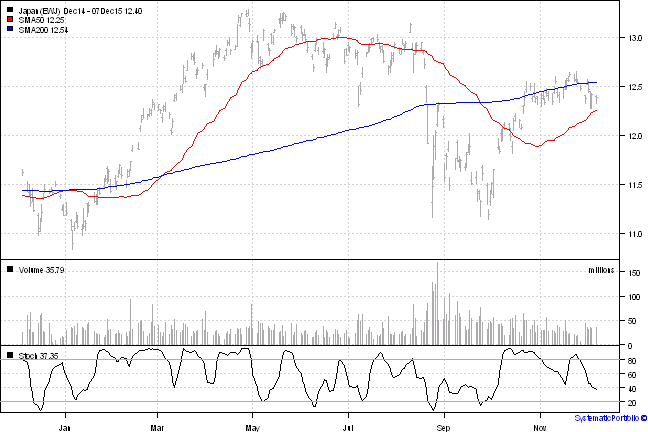 Japan (EWJ) Dec14 - 07Dec15 12.40
SMA50 12.25
SMA200 12.54
13.0
12.5
12.0
11.5
11.0
Volume 35.79
millions
150
100
50
0
Stoch 37.35
80
60
40
20
Jan Mar May Jul Sep Nov
SystematicPortfolio ©